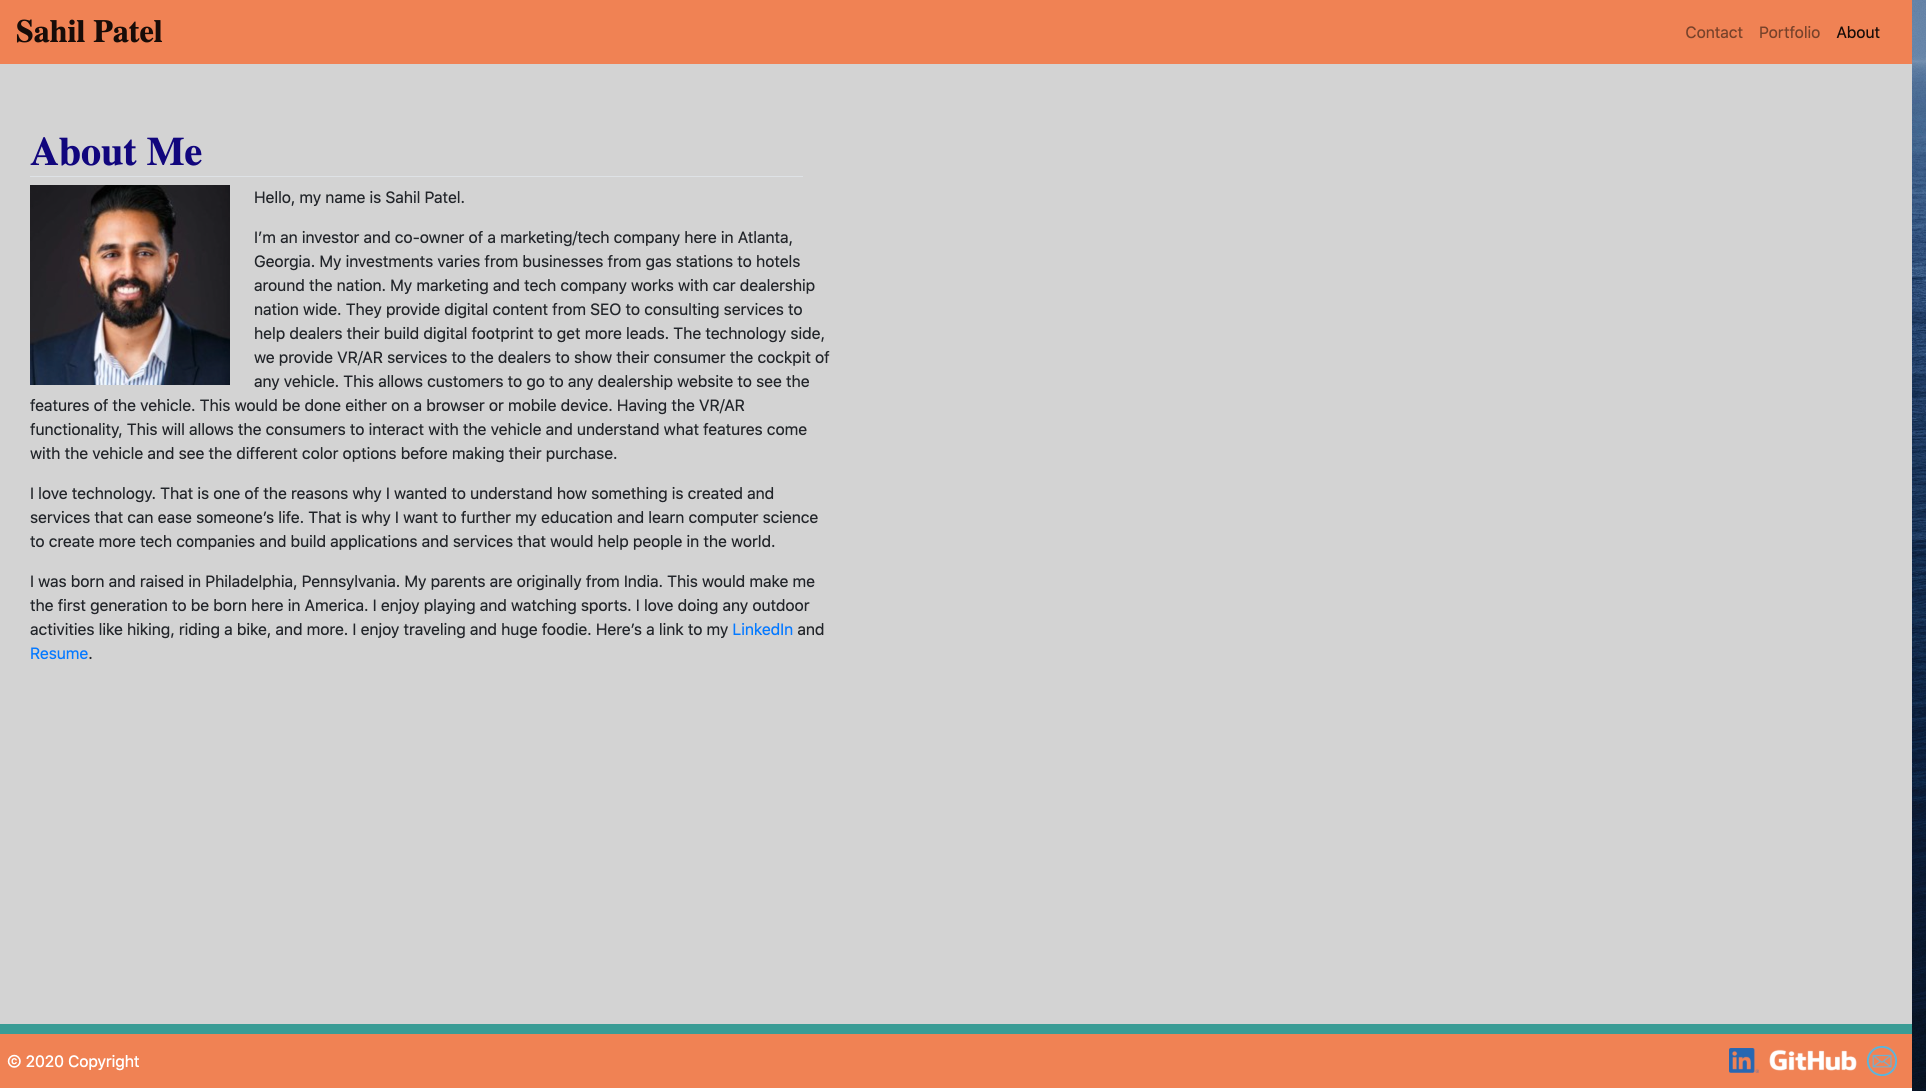 Sahil Patel
Contact Portfolio About
About Me
Hello, my name is Sahil Patel.
I’m an investor and co-owner of a marketing/tech company here in Atlanta,
Georgia. My investments varies from businesses from gas stations to hotels
around the nation. My marketing and tech company works with car dealership
nation wide. They provide digital content from SEO to consulting services to
help dealers their build digital footprint to get more leads. The technology side,
we provide VR/AR services to the dealers to show their consumer the cockpit of
any vehicle. This allows customers to go to any dealership website to see the
features of the vehicle. This would be done either on a browser or mobile device. Having the VR/AR
functionality, This will allows the consumers to interact with the vehicle and understand what features come
with the vehicle and see the different color options before making their purchase.
I love technology. That is one of the reasons why I wanted to understand how something is created and
services that can ease someone’s life. That is why I want to further my education and learn computer science
to create more tech companies and build applications and services that would help people in the world.
I was born and raised in Philadelphia, Pennsylvania. My parents are originally from India. This would make me
the first generation to be born here in America. I enjoy playing and watching sports. I love doing any outdoor
activities like hiking, riding a bike, and more. I enjoy traveling and huge foodie. Here’s a link to my LinkedIn and
Resume.
© 2020 Copyright
in GitHub